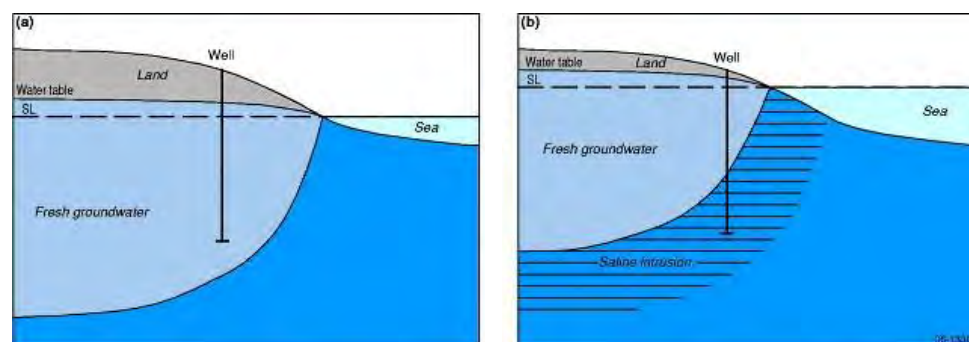 (a)
Well
Land
Water table
SL
Sea
Fresh groundwater
(b)
Well
Water table
Land
SL
Sea
Fresh groundwater
Saline intrusion